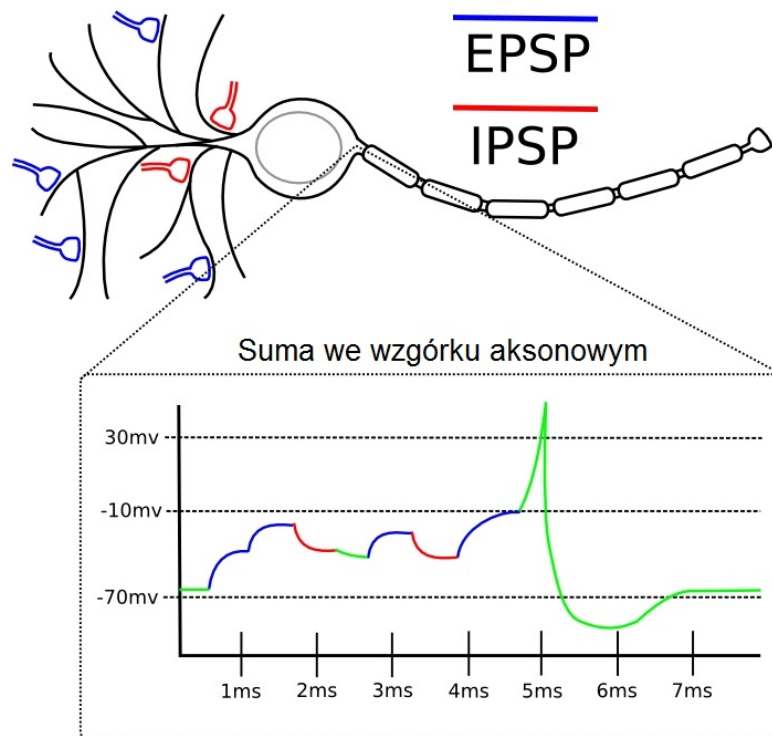 EPSP
IPSP
Suma we wzgórku aksonowym
30mv
-10mv
-70mv
1ms 2ms 3ms 4ms 5ms 6ms 7ms